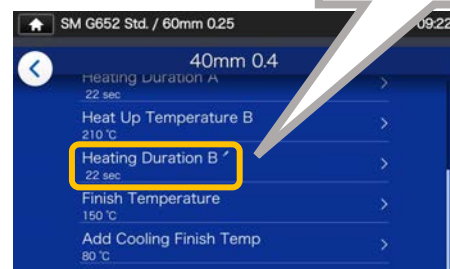 SM G652 Std. / 60mm 0.25 09:22
40mm 0.4
Heating Duration A
22 sec
Heat Up Temperature B
210 °C
Heating Duration B
22 sec
Finish Temperature
150 °C
Add Cooling Finish Temp
80 °C